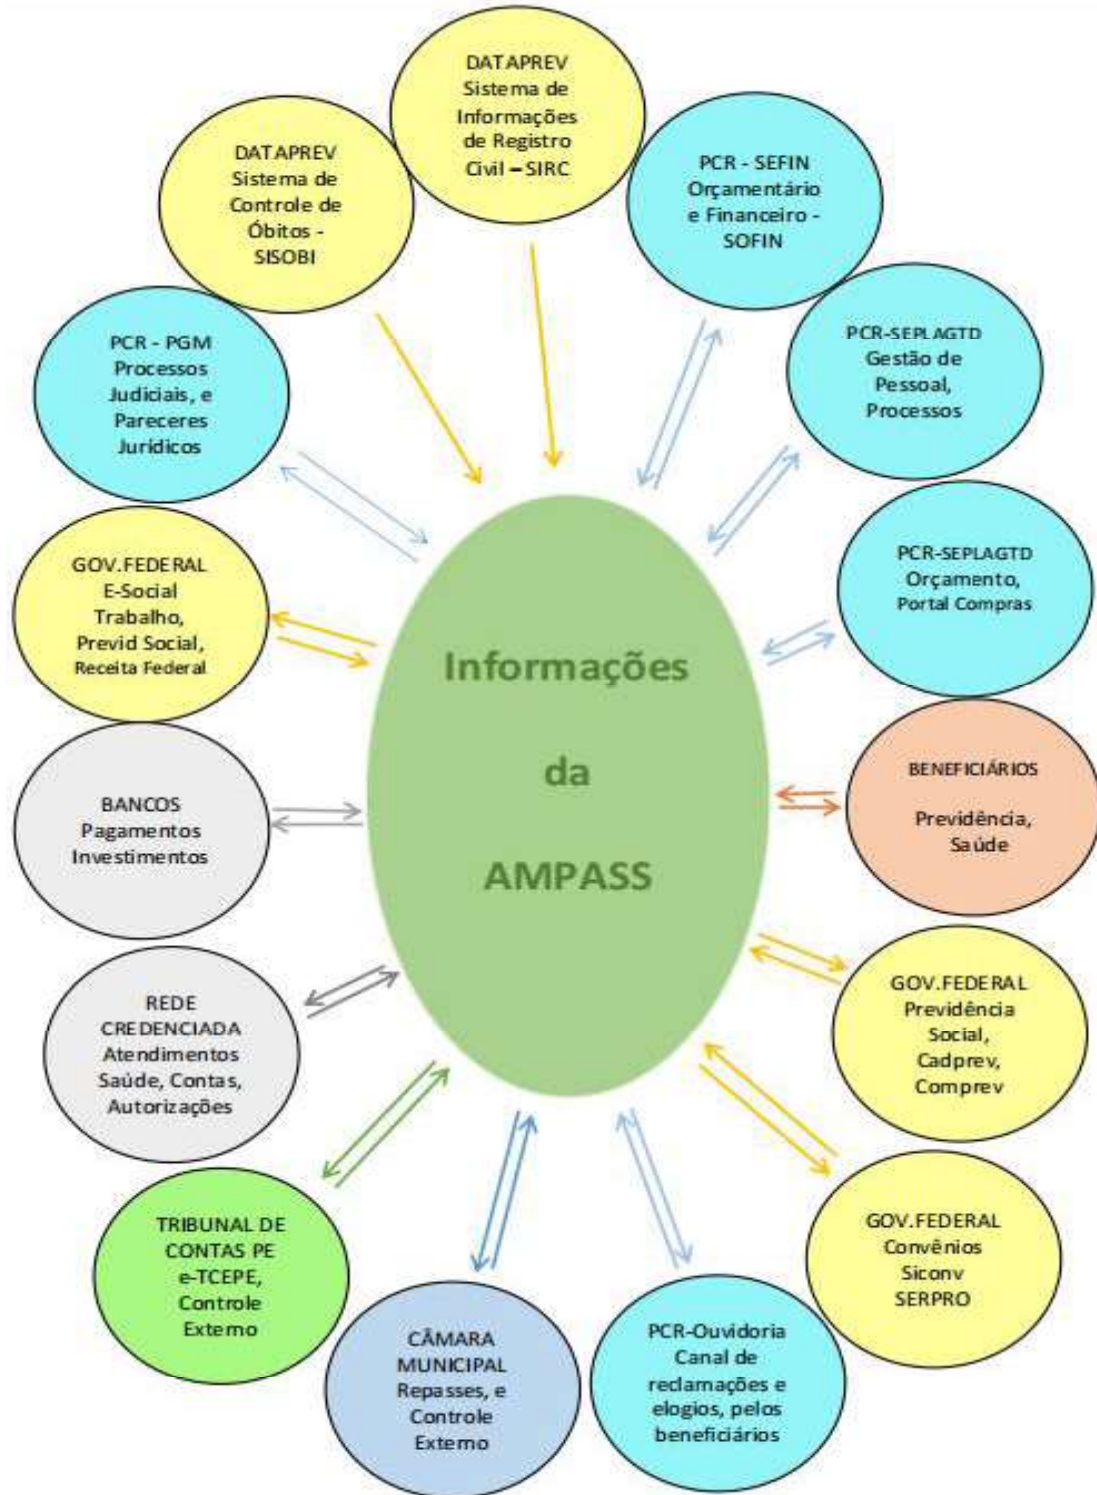 DATAPREV
Sistema de
Informações
de Registro
Civil – SIRC
PCR - SEFIN
Orçamentário
e Financeiro -
SOFIN
PCR-SEPLAGTD
Gestão de
Pessoal,
Processos
PCR-SEPLAGTD
Orçamento,
Portal Compras
BENEFICIÁRIOS
Previdência,
Saúde
GOV.FEDERAL
Previdência
Social,
Cadprev,
Comprev
GOV.FEDERAL
Convênios
Siconv
SERPRO
PCR-Ouvidoria
Canal de
reclamações e
elogios, pelos
beneficiários
CÂMARA
MUNICIPAL
Repasses, e
Controle
Externo
TRIBUNAL DE
CONTAS PE
e-TCEPE,
Controle
Externo
REDE
CREDENCIADA
Atendimentos
Saúde, Contas,
Autorizações
BANCOS
Pagamentos
Investimentos
GOV.FEDERAL
E-Social
Trabalho,
Previd Social,
Receita Federal
PCR - PGM
Processos
Judiciais, e
Pareceres
Jurídicos
DATAPREV
Sistema de
Controle de
Óbitos -
SISOBI
Informações
da
AMPASS